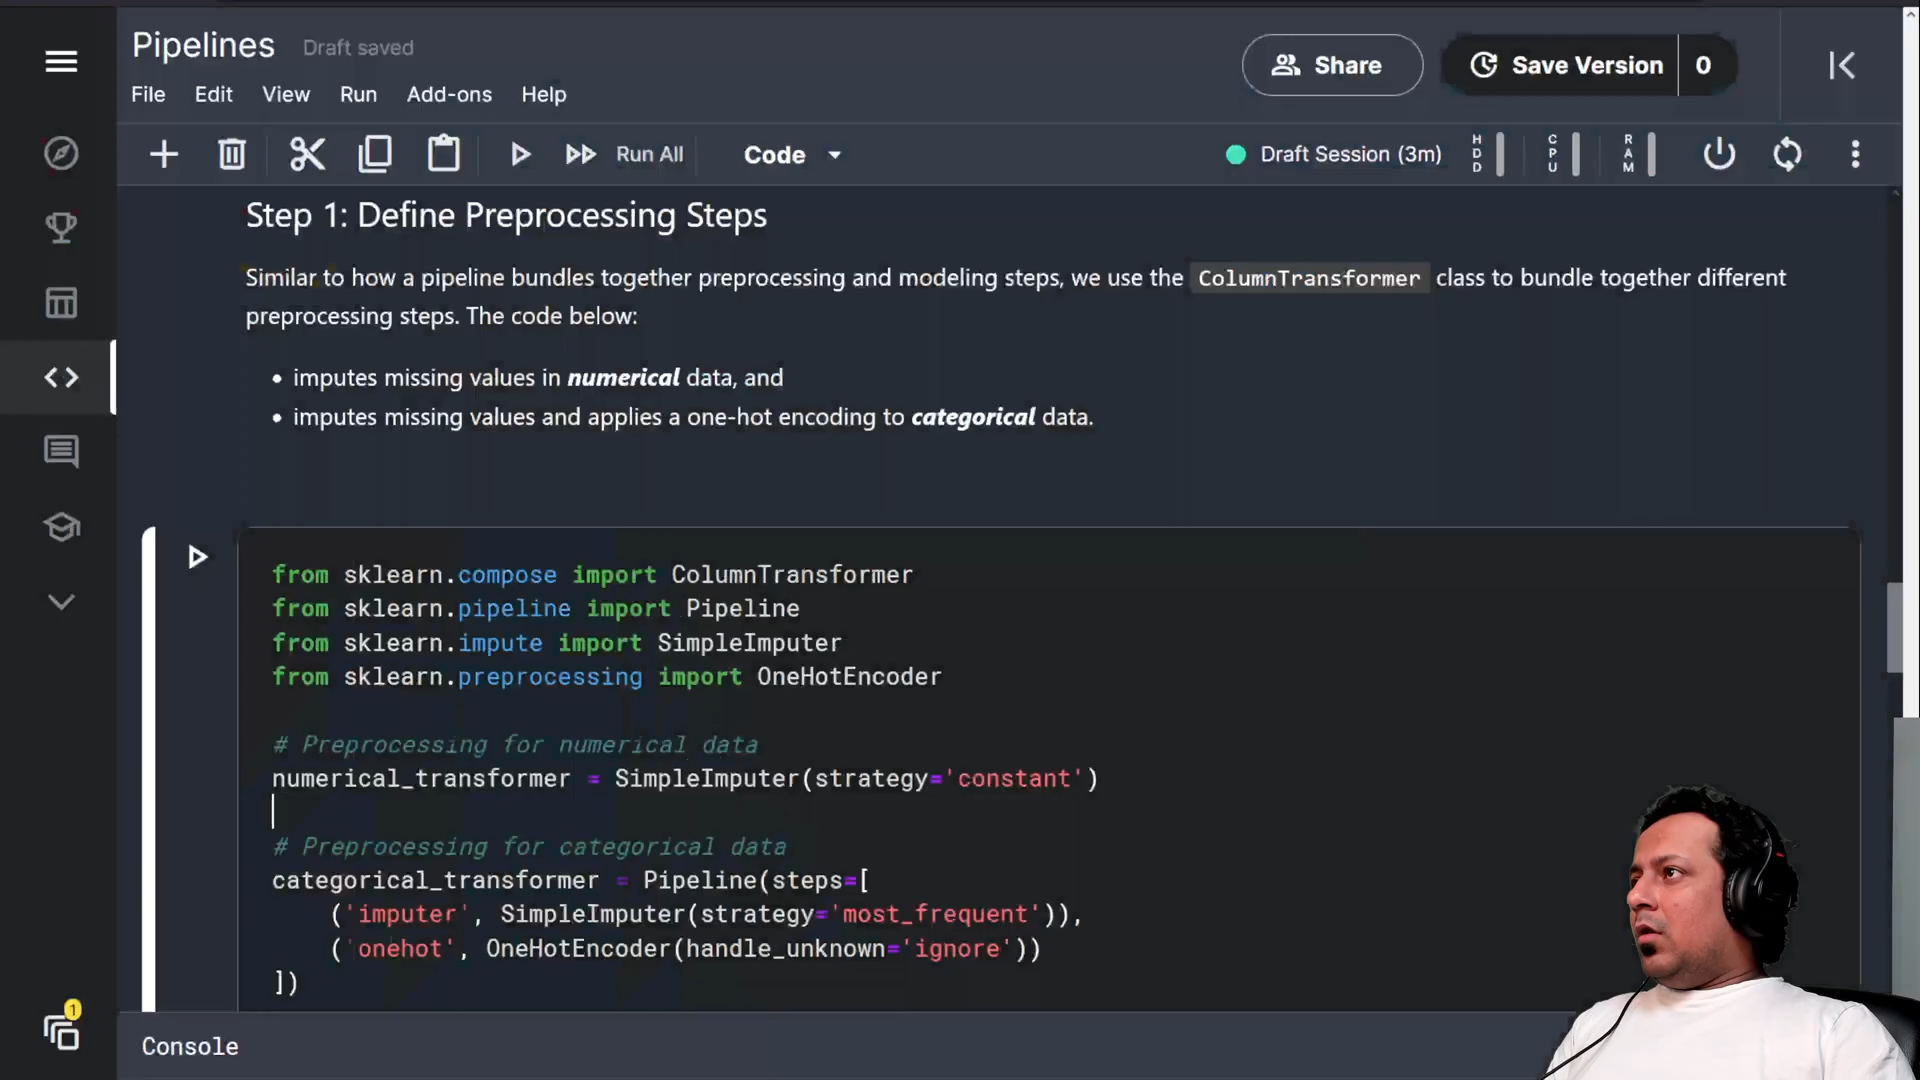 Pipelines Draft saved
Share
Save Version 0
File Edit View Run Add-ons Help
Run All Code Draft Session (3m) HDD CPU RAM
Step 1: Define Preprocessing Steps
Similar to how a pipeline bundles together preprocessing and modeling steps, we use the ColumnTransformer class to bundle together different
preprocessing steps. The code below:
• imputes missing values in numerical data, and
• imputes missing values and applies a one-hot encoding to categorical data.
from sklearn.compose import ColumnTransformer
from sklearn.pipeline import Pipeline
from sklearn.impute import SimpleImputer
from sklearn.preprocessing import OneHotEncoder
# Preprocessing for numerical data
numerical_transformer = SimpleImputer(strategy='constant')
# Preprocessing for categorical data
categorical_transformer = Pipeline(steps=[
('imputer', SimpleImputer(strategy='most_frequent')),
('onehot', OneHotEncoder(handle_unknown='ignore'))
])
1
Console